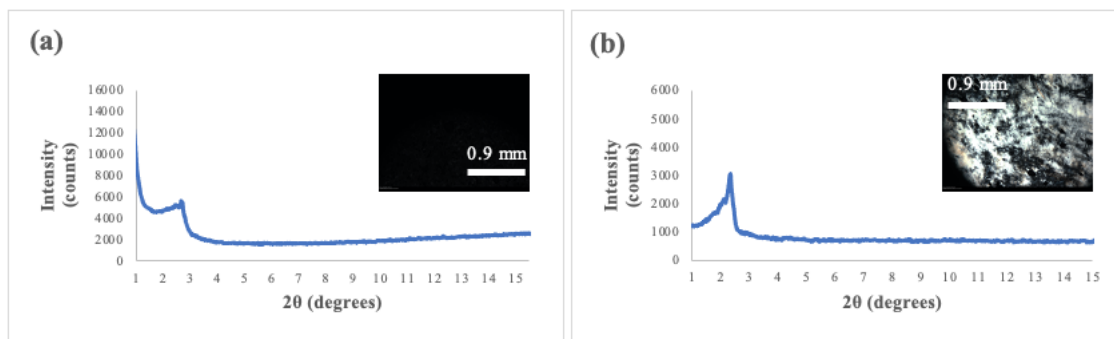 (a)
16000
14000
12000
10000
8000
6000
4000
2000
0
Intensity
(counts)
0.9 mm
1 2 3 4 5 6 7 8 9 10 11 12 13 14 15
2θ (degrees)
(b)
6000
5000
4000
3000
2000
1000
0
Intensity
(counts)
0.9 mm
1 2 3 4 5 6 7 8 9 10 11 12 13 14 15
2θ (degrees)